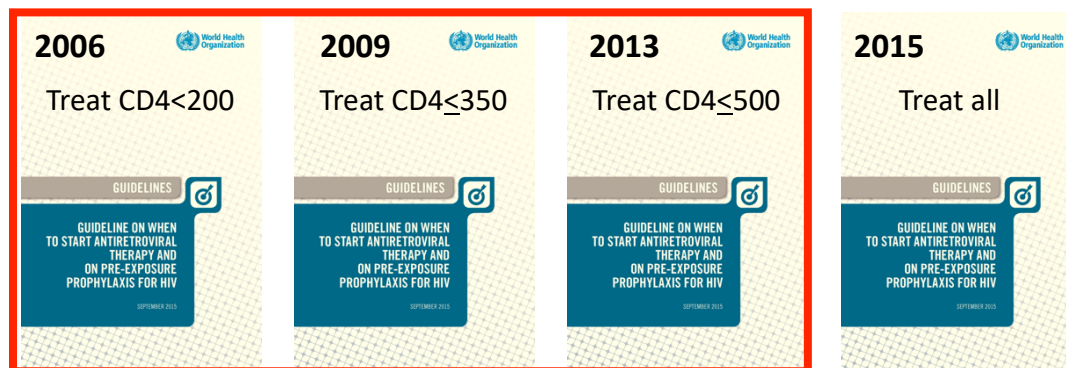 2006
World Health
Organization
Treat CD4<200
GUIDELINES
GUIDELINE ON WHEN
TO START ANTIRETROVIRAL
THERAPY AND
ON PRE-EXPOSURE
PROPHYLAXIS FOR HIV
SEPTEMBER 2015
2009
World Health
Organization
Treat CD4≤350
GUIDELINES
GUIDELINE ON WHEN
TO START ANTIRETROVIRAL
THERAPY AND
ON PRE-EXPOSURE
PROPHYLAXIS FOR HIV
SEPTEMBER 2015
2013
World Health
Organization
Treat CD4≤500
GUIDELINES
GUIDELINE ON WHEN
TO START ANTIRETROVIRAL
THERAPY AND
ON PRE-EXPOSURE
PROPHYLAXIS FOR HIV
SEPTEMBER 2015
2015
World Health
Organization
Treat all
GUIDELINES
GUIDELINE ON WHEN
TO START ANTIRETROVIRAL
THERAPY AND
ON PRE-EXPOSURE
PROPHYLAXIS FOR HIV
SEPTEMBER 2015